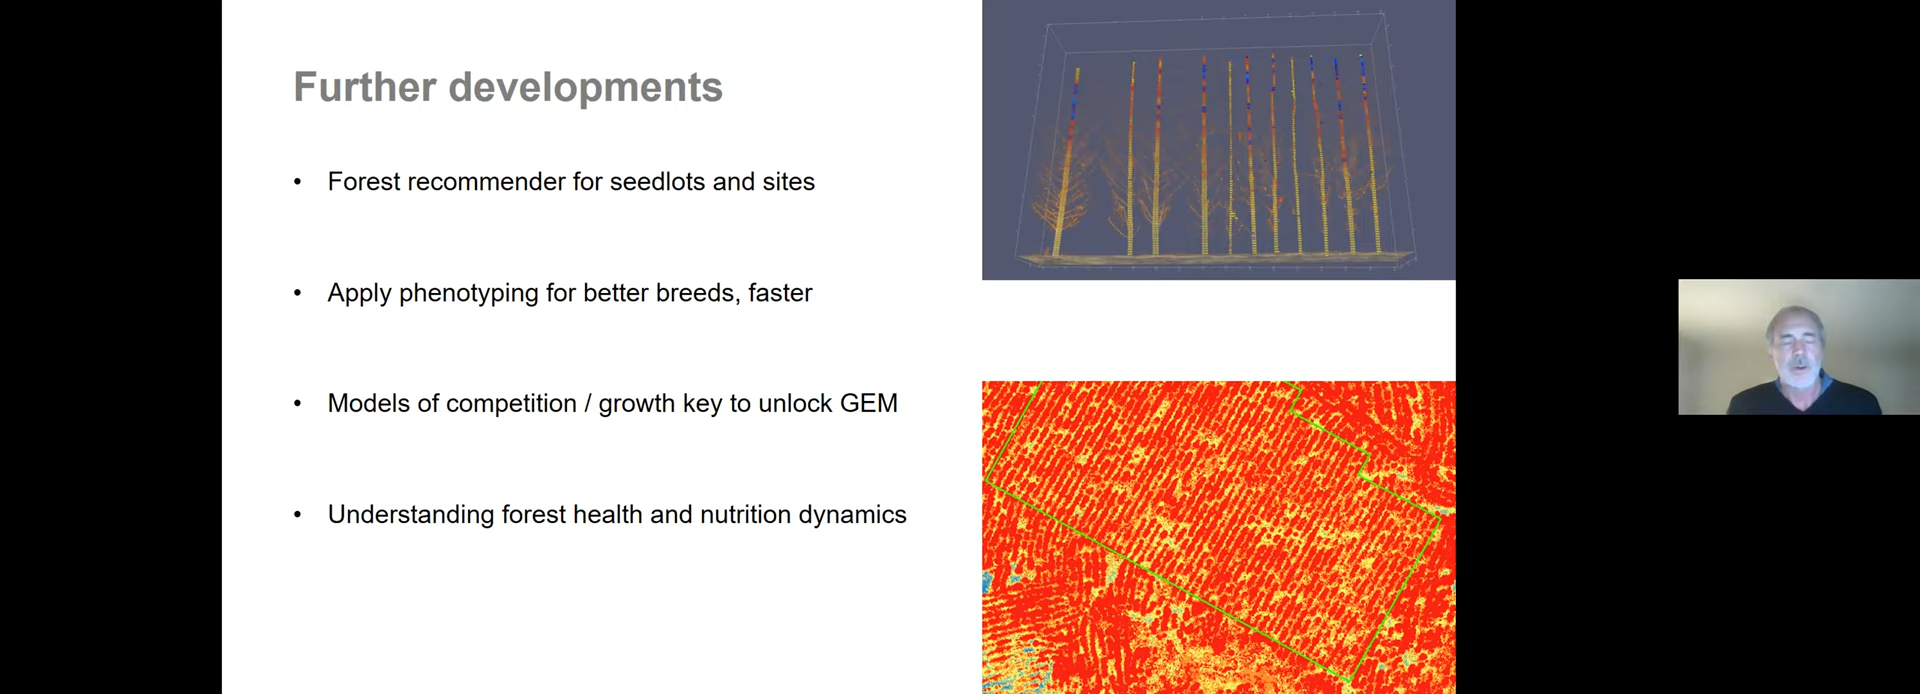 Further developments
• Forest recommender for seedlots and sites
• Apply phenotyping for better breeds, faster
• Models of competition / growth key to unlock GEM
• Understanding forest health and nutrition dynamics